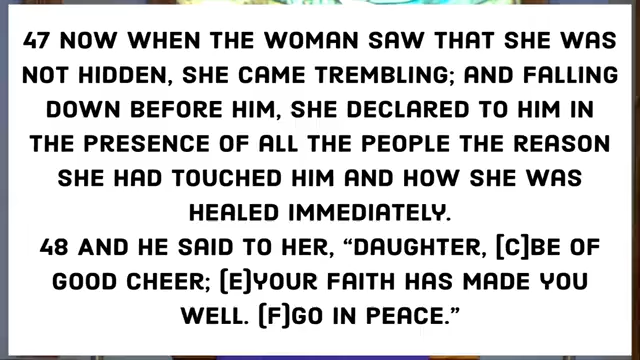 47 NOW WHEN THE WOMAN SAW THAT SHE WAS
NOT HIDDEN, SHE CAME TREMBLING; AND FALLING
DOWN BEFORE HIM, SHE DECLARED TO HIM IN
THE PRESENCE OF ALL THE PEOPLE THE REASON
SHE HAD TOUCHED HIM AND HOW SHE WAS
HEALED IMMEDIATELY.
48 AND HE SAID TO HER, “DAUGHTER, [C]BE OF
GOOD CHEER; [E]YOUR FAITH HAS MADE YOU
WELL. [F]GO IN PEACE.”